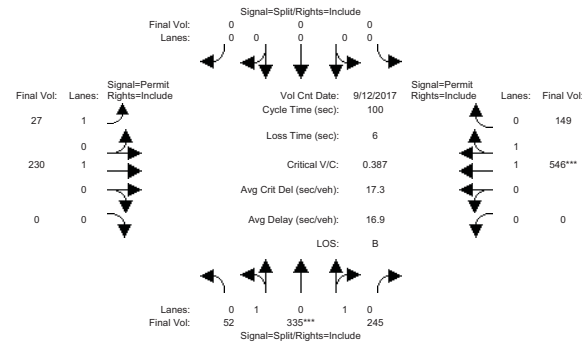 Signal=Split/Rights=Include
Final Vol: 0 0 0
Lanes: 0 0 0 0 0
Signal=Permit
Final Vol: Lanes: Rights=Include
Vol Cnt Date: 9/12/2017
Signal=Permit
Rights=Include Lanes: Final Vol:
Cycle Time (sec): 100
27 1
0 149
Loss Time (sec): 6
0
1
230 1
Critical V/C: 0.387
1 546***
0
Avg Crit Del (sec/veh): 17.3
0
0 0
Avg Delay (sec/veh): 16.9
0 0
LOS: B
Lanes: 0 1 0 1 0
Final Vol: 52 335*** 245
Signal=Split/Rights=Include